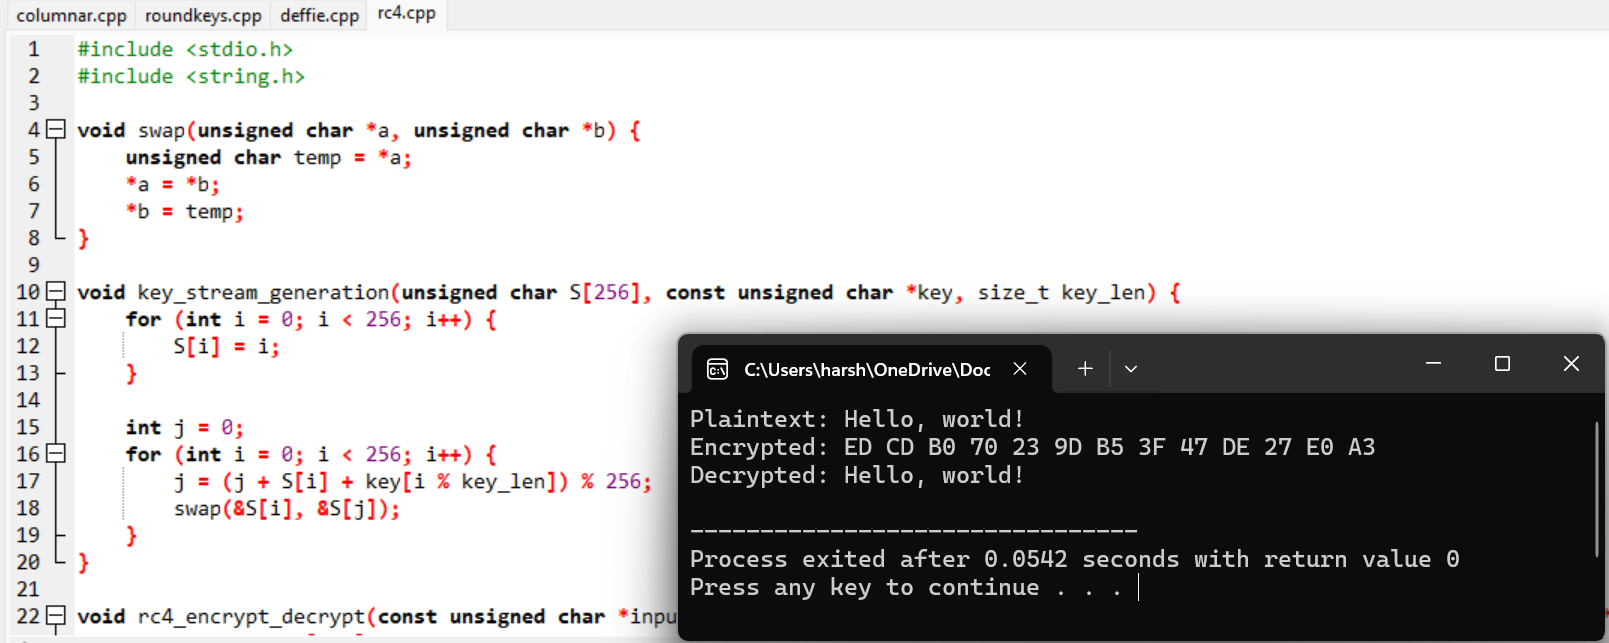 columnar.cpp roundkeys.cpp deffie.cpp rc4.cpp
1 #include <stdio.h>
2 #include <string.h>
3
4 void swap(unsigned char *a, unsigned char *b) {
5 unsigned char temp = *a;
6 *a = *b;
7 *b = temp;
8 }
9
10 void key_stream_generation(unsigned char S[256], const unsigned char *key, size_t key_len) {
11 for (int i = 0; i < 256; i++) {
12 S[i] = i;
13 }
14
15 int j = 0;
16 for (int i = 0; i < 256; i++) {
17 j = (j + S[i] + key[i % key_len]) % 256;
18 swap(&S[i], &S[j]);
19 }
20 }
21
22 void rc4_encrypt_decrypt(const unsigned char *inpu
C:\Users\harsh\OneDrive\Doc
Plaintext: Hello, world!
Encrypted: ED CD B0 70 23 9D B5 3F 47 DE 27 E0 A3
Decrypted: Hello, world!
--------------------------------
Process exited after 0.0542 seconds with return value 0
Press any key to continue . . .